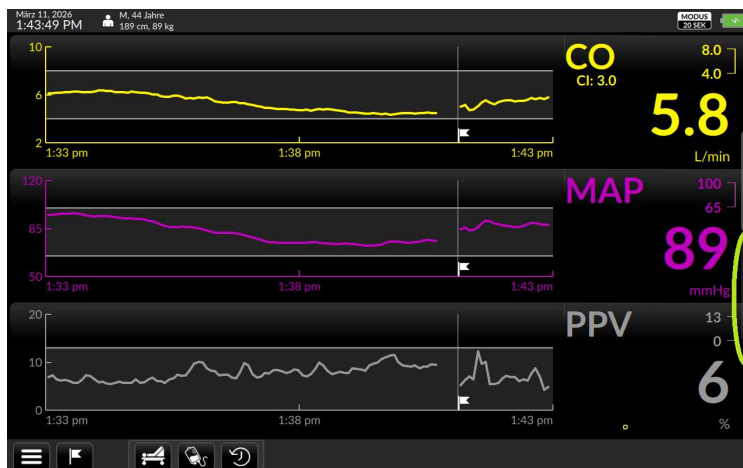 März 11, 2026
1:43:49 PM
M, 44 Jahre
189 cm, 89 kg
MODUS
20 SEK
10
6
2
1:33 pm 1:38 pm 1:43 pm
CO
CI: 3.0
8.0
4.0
5.8
L/min
120
85
50
1:33 pm 1:38 pm 1:43 pm
MAP
100
65
89
mmHg
20
10
0
1:33 pm 1:38 pm 1:43 pm
PPV
13
0
6
%